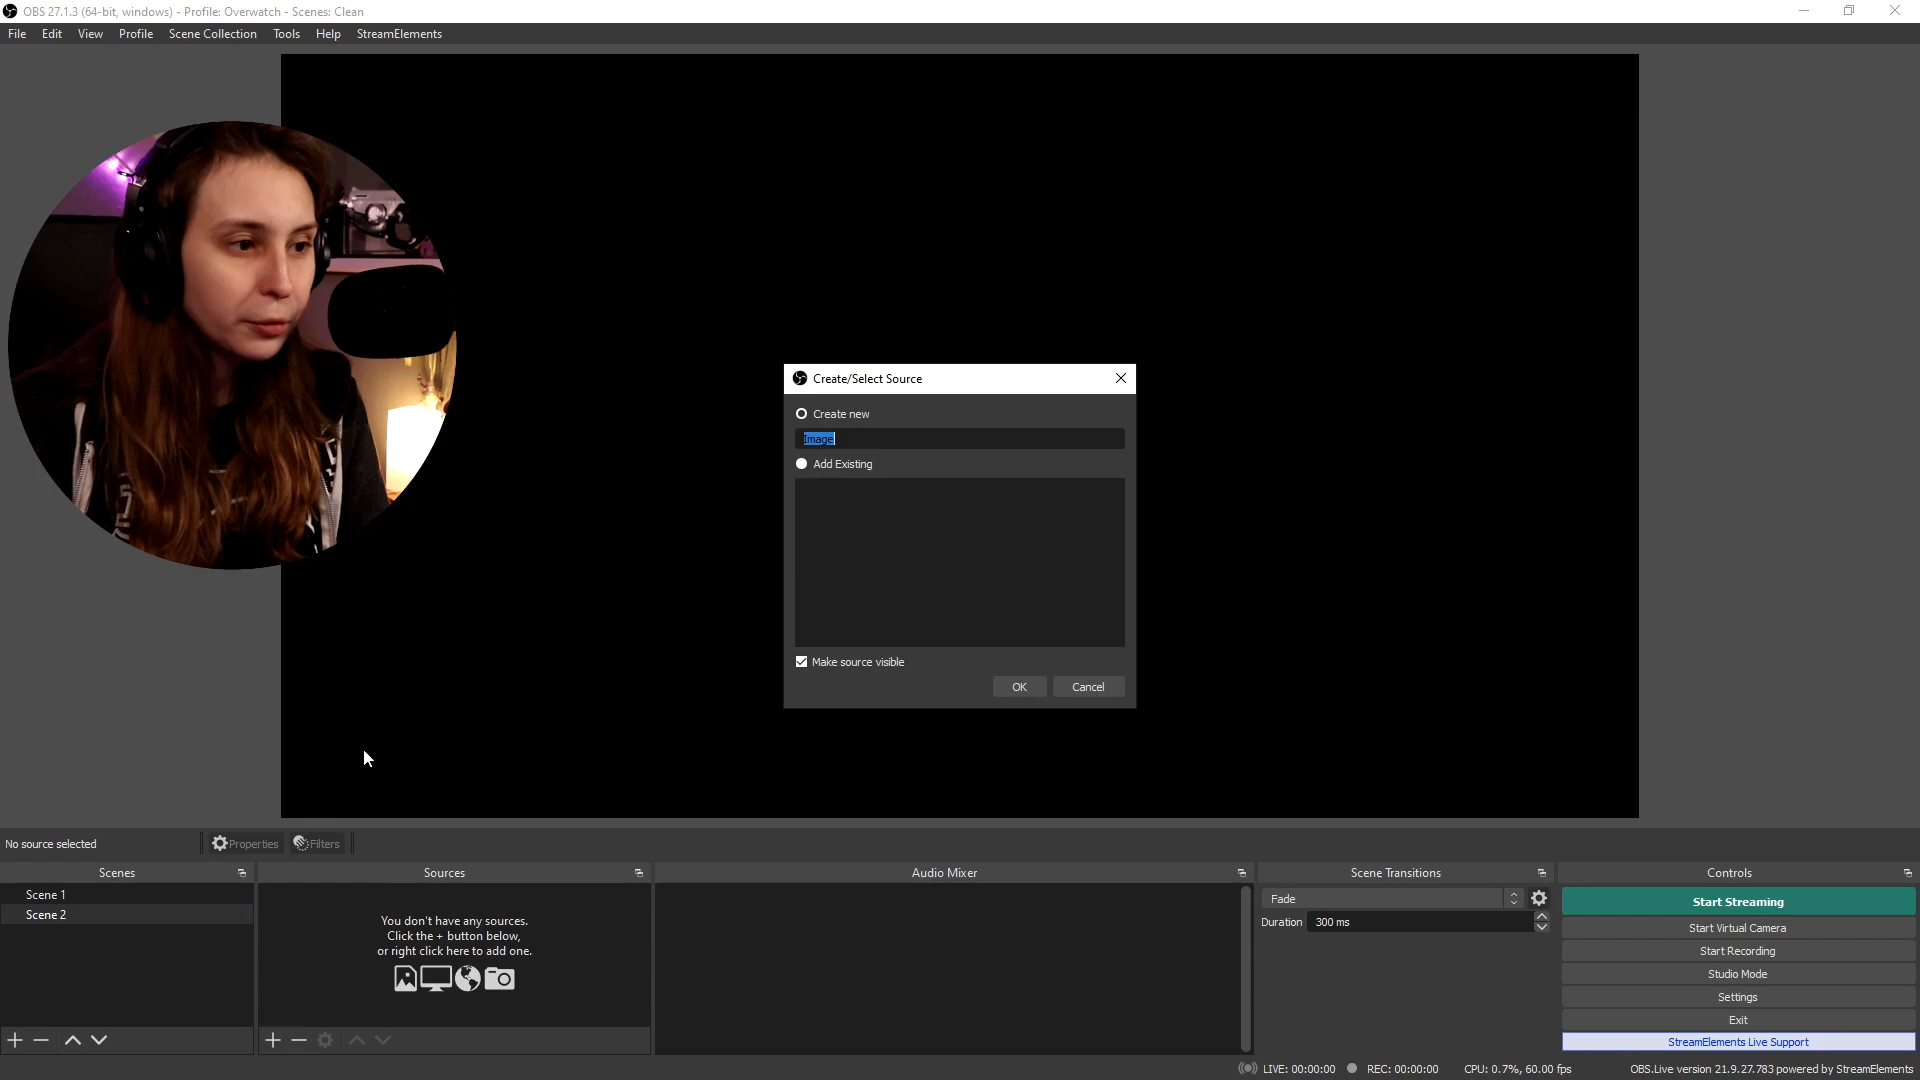 OBS 27.1.3 (64-bit, windows) - Profile: Overwatch - Scenes: Clean
File Edit View Profile Scene Collection Tools Help StreamElements
Create/Select Source
Create new
Image
Add Existing
Make source visible
OK Cancel
No source selected Properties Filters
Scenes
Scene 1
Scene 2
Sources
You don't have any sources.
Click the + button below,
or right click here to add one.
Audio Mixer
Scene Transitions
Fade
Duration 300 ms
Controls
Start Streaming
Start Virtual Camera
Start Recording
Studio Mode
Settings
Exit
StreamElements Live Support
LIVE: 00:00:00 REC: 00:00:00 CPU: 0.7%, 60.00 fps OBS.Live version 21.9.27.783 powered by StreamElements